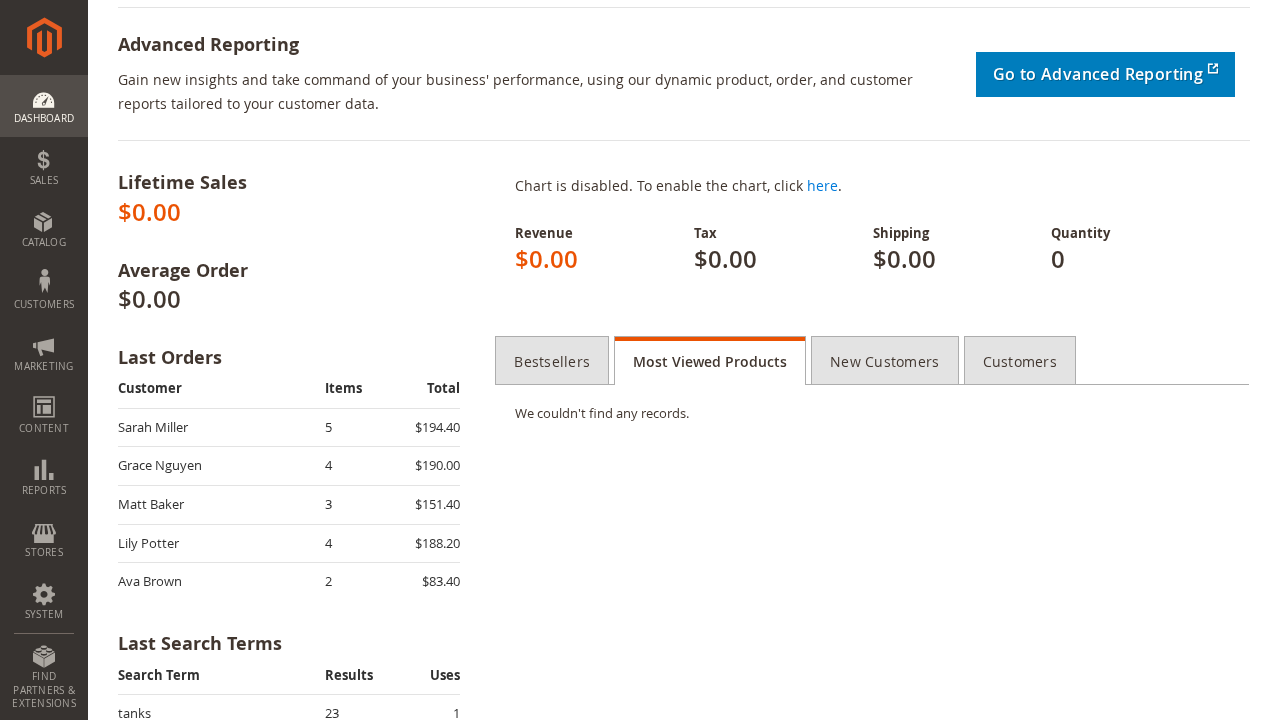 DASHBOARD
SALES
CATALOG
CUSTOMERS
MARKETING
CONTENT
REPORTS
STORES
SYSTEM
FIND
PARTNERS &
EXTENSIONS
Advanced Reporting
Gain new insights and take command of your business' performance, using our dynamic product, order, and customer
reports tailored to your customer data.
Go to Advanced Reporting
Lifetime Sales
$0.00
Average Order
$0.00
Last Orders
Customer Items Total
Sarah Miller 5 $194.40
Grace Nguyen 4 $190.00
Matt Baker 3 $151.40
Lily Potter 4 $188.20
Ava Brown 2 $83.40
Last Search Terms
Search Term Results Uses
tanks 23 1
Chart is disabled. To enable the chart, click here.
Revenue Tax Shipping Quantity
$0.00 $0.00 $0.00 0
Bestsellers Most Viewed Products New Customers Customers
We couldn't find any records.